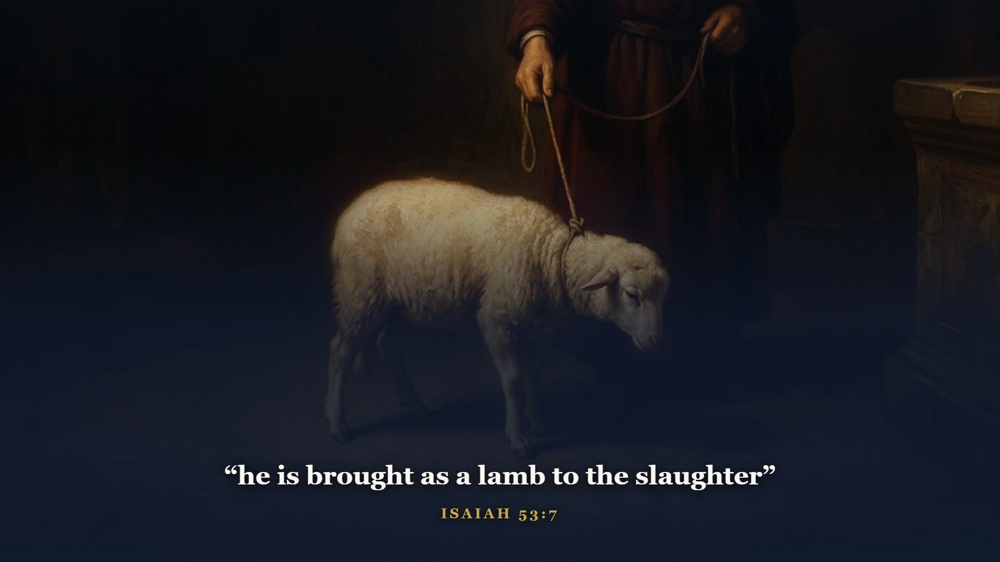 “he is brought as a lamb to the slaughter”
ISAIAH 53:7